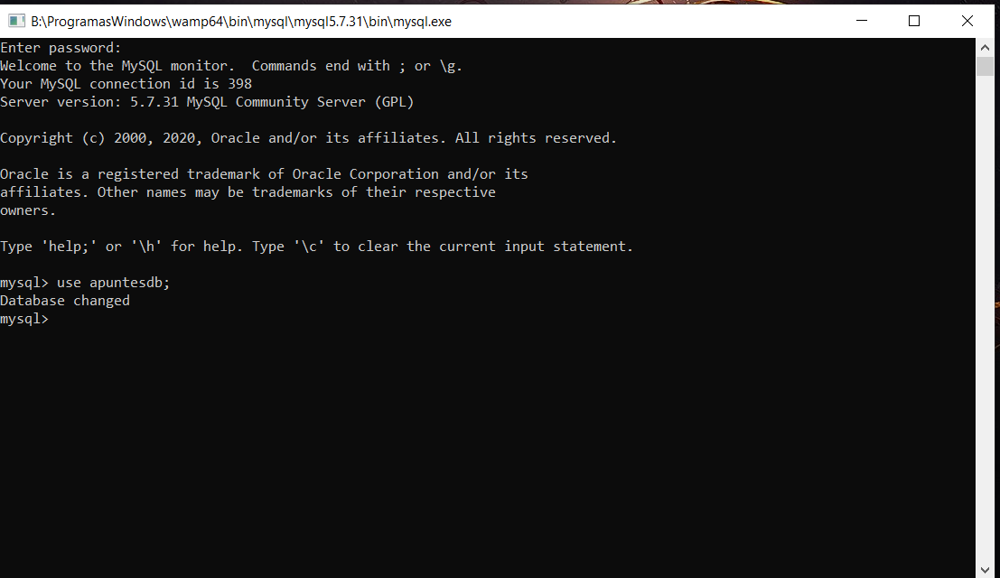 B:\ProgramasWindows\wamp64\bin\mysql\mysql5.7.31\bin\mysql.exe
Enter password:
Welcome to the MySQL monitor.  Commands end with ; or \g.
Your MySQL connection id is 398
Server version: 5.7.31 MySQL Community Server (GPL)
Copyright (c) 2000, 2020, Oracle and/or its affiliates. All rights reserved.
Oracle is a registered trademark of Oracle Corporation and/or its
affiliates. Other names may be trademarks of their respective
owners.
Type 'help;' or '\h' for help. Type '\c' to clear the current input statement.
mysql> use apuntesdb;
Database changed
mysql>